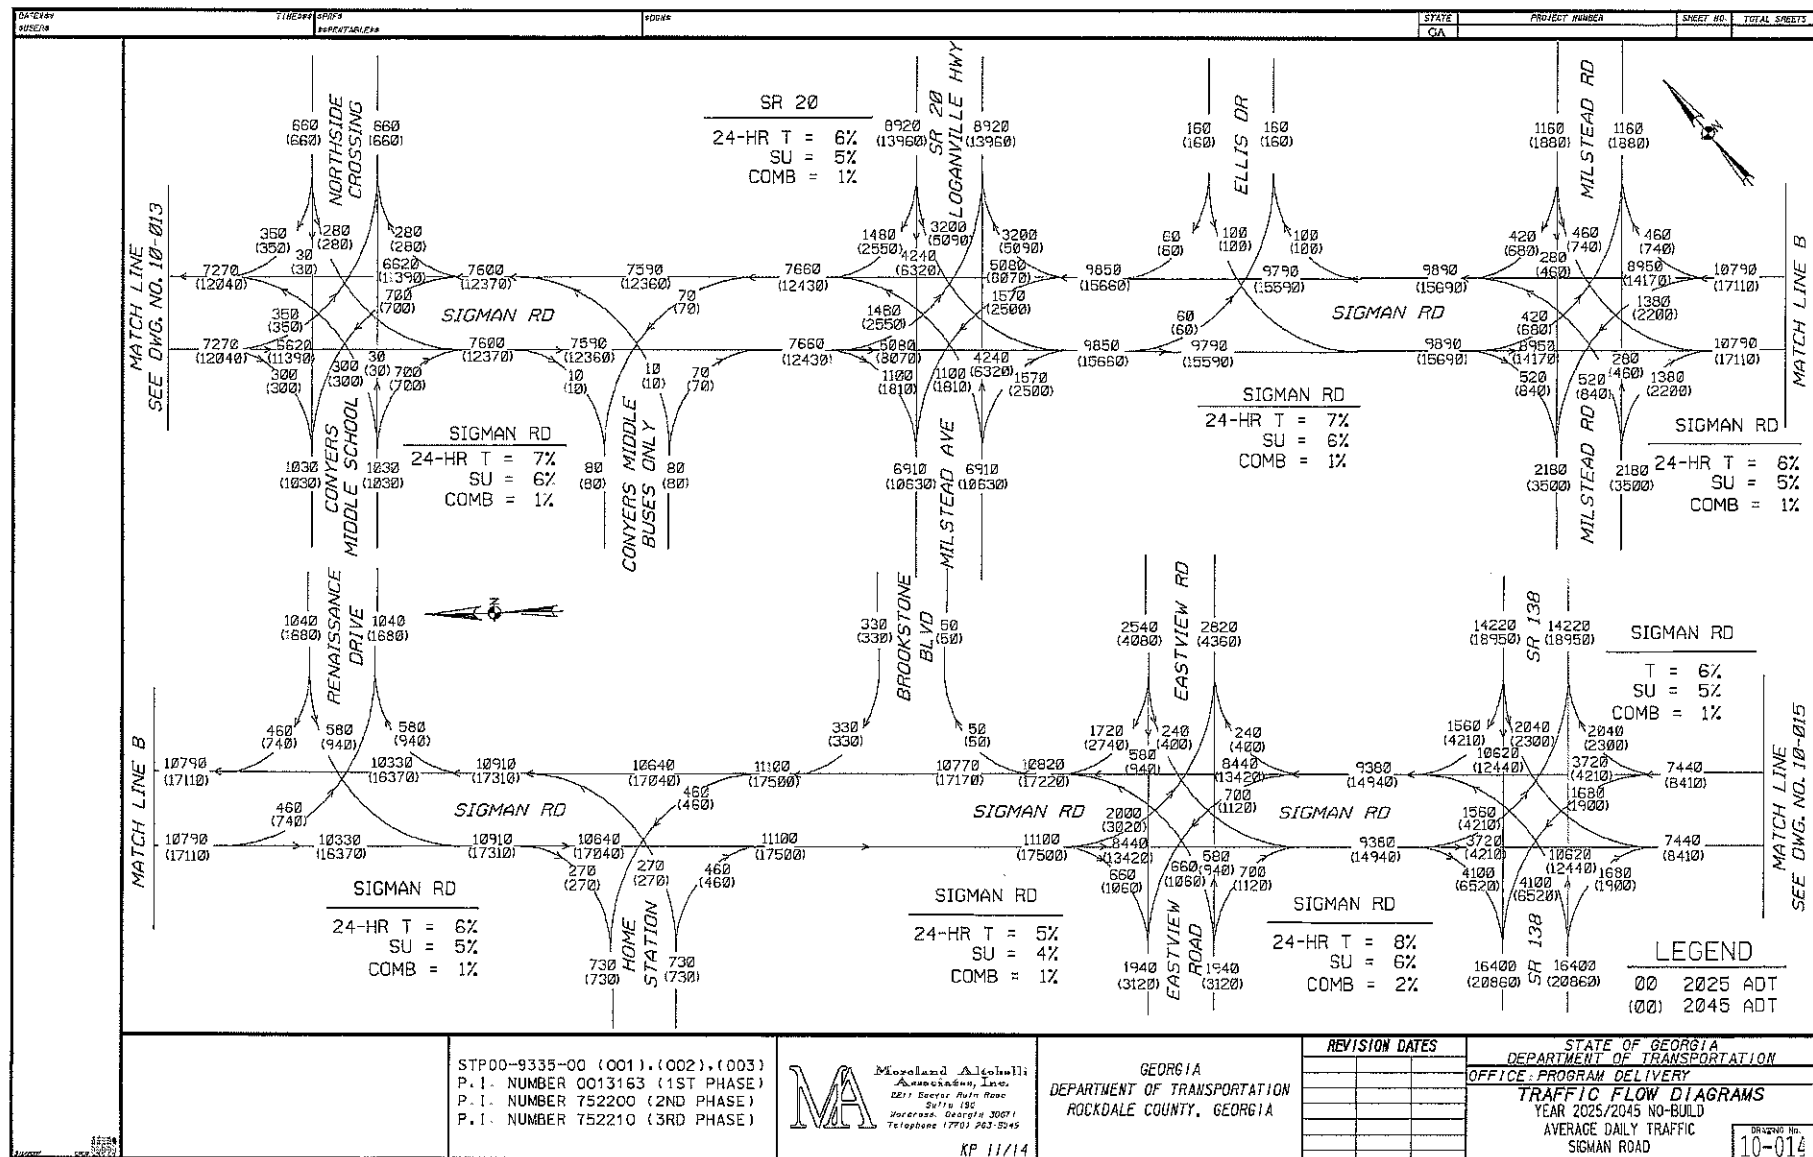 STATE
PROJECT NUMBER
SHEET NO.
TOTAL SHEETS
GA
MATCH LINE
SEE DWG. NO. 10-013
660
(660)
NORTHSIDE
CROSSING
660
(660)
350
(350)
280
(280)
30
(30)
280
(280)
6620
(11390)
700
(700)
7270
(12040)
7600
(12370)
350
(350)
5620
(11390)
300
(300)
300
(300)
30
(30)
700
(700)
7270
(12040)
7600
(12370)
SIGMAN RD
1030
(1030)
CONYERS
MIDDLE SCHOOL
1030
(1030)
SIGMAN RD
24-HR T = 7%
SU = 6%
COMB = 1%
7590
(12360)
70
(70)
7590
(12360)
10
(10)
10
(10)
70
(70)
80
(80)
CONYERS MIDDLE
BUSES ONLY
80
(80)
SR 20
24-HR T = 6%
SU = 5%
COMB = 1%
8920
(13960)
SR 20
LOGANVILLE HWY
8920
(13960)
7660
(12430)
1480
(2550)
3200
(5090)
4240
(6320)
3200
(5090)
5080
(8070)
1570
(2500)
9850
(15660)
7660
(12430)
1480
(2550)
5080
(8070)
1100
(1810)
1100
(1810)
4240
(6320)
1570
(2500)
9850
(15660)
6910
(10630)
MILSTEAD AVE
6910
(10630)
160
(160)
ELLIS DR
160
(160)
60
(60)
100
(100)
100
(100)
9790
(15590)
60
(60)
9790
(15590)
9890
(15690)
9890
(15690)
SIGMAN RD
SIGMAN RD
24-HR T = 7%
SU = 6%
COMB = 1%
1160
(1880)
MILSTEAD RD
1160
(1880)
420
(680)
460
(740)
280
(460)
460
(740)
8950
(14170)
1380
(2200)
10790
(17110)
420
(680)
8950
(14170)
520
(840)
520
(840)
280
(460)
1380
(2200)
10790
(17110)
2180
(3500)
MILSTEAD RD
2180
(3500)
SIGMAN RD
24-HR T = 6%
SU = 5%
COMB = 1%
N
MATCH LINE B
MATCH LINE B
1040
(1680)
RENAISSANCE
DRIVE
1040
(1680)
N
460
(740)
580
(940)
580
(940)
10790
(17110)
10330
(16370)
10910
(17310)
460
(740)
SIGMAN RD
10790
(17110)
10330
(16370)
10910
(17310)
SIGMAN RD
24-HR T = 6%
SU = 5%
COMB = 1%
10640
(17040)
460
(460)
10640
(17040)
270
(270)
270
(270)
460
(460)
730
(730)
HOME
STATION
730
(730)
11100
(17500)
11100
(17500)
330
(330)
BROOKSTONE
BLVD
50
(50)
330
(330)
50
(50)
10770
(17170)
10820
(17220)
SIGMAN RD
11100
(17500)
SIGMAN RD
24-HR T = 5%
SU = 4%
COMB = 1%
2540
(4080)
EASTVIEW RD
2820
(4360)
1720
(2740)
240
(400)
580
(940)
240
(400)
8440
(13420)
700
(1120)
9380
(14940)
2000
(3020)
8440
(13420)
660
(1060)
660
(1060)
580
(940)
700
(1120)
9380
(14940)
SIGMAN RD
1940
(3120)
EASTVIEW
ROAD
1940
(3120)
SIGMAN RD
24-HR T = 8%
SU = 6%
COMB = 2%
14220
(18950)
SR 138
14220
(18950)
1560
(4210)
2040
(2300)
10620
(12440)
2040
(2300)
3720
(4210)
1680
(1900)
7440
(8410)
1560
(4210)
3720
(4210)
4100
(6520)
4100
(6520)
10620
(12440)
1680
(1900)
7440
(8410)
16400
(20860)
SR 138
16400
(20860)
SIGMAN RD
T = 6%
SU = 5%
COMB = 1%
MATCH LINE
SEE DWG. NO. 10-015
LEGEND
00 2025 ADT
(00) 2045 ADT
STP00-9335-00 (001),(002),(003)
P.I. NUMBER 0013163 (1ST PHASE)
P.I. NUMBER 752200 (2ND PHASE)
P.I. NUMBER 752210 (3RD PHASE)
MA
Moreland Altobelli
Associates, Inc.
KP 11/14
GEORGIA
DEPARTMENT OF TRANSPORTATION
ROCKDALE COUNTY, GEORGIA
REVISION DATES
STATE OF GEORGIA
DEPARTMENT OF TRANSPORTATION
OFFICE: PROGRAM DELIVERY
TRAFFIC FLOW DIAGRAMS
YEAR 2025/2045 NO-BUILD
AVERAGE DAILY TRAFFIC
SIGMAN ROAD
DRAWING No.
10-014